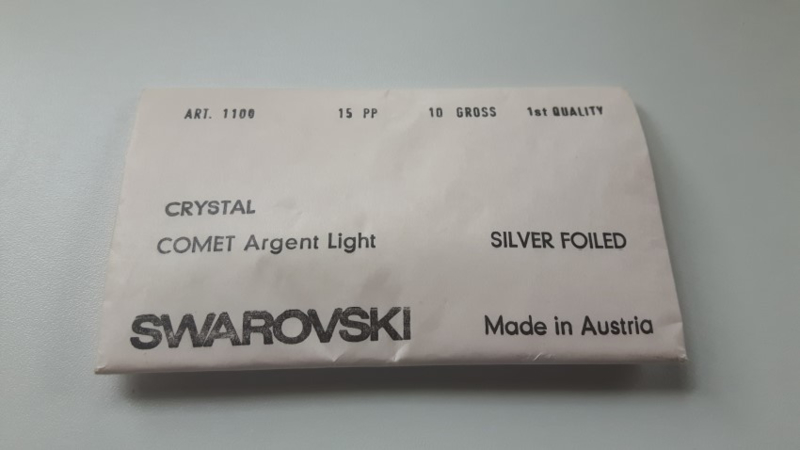 ART. 1100 15 PP 10 GROSS 1st QUALITY
CRYSTAL
COMET Argent Light SILVER FOILED
SWAROVSKI Made in Austria